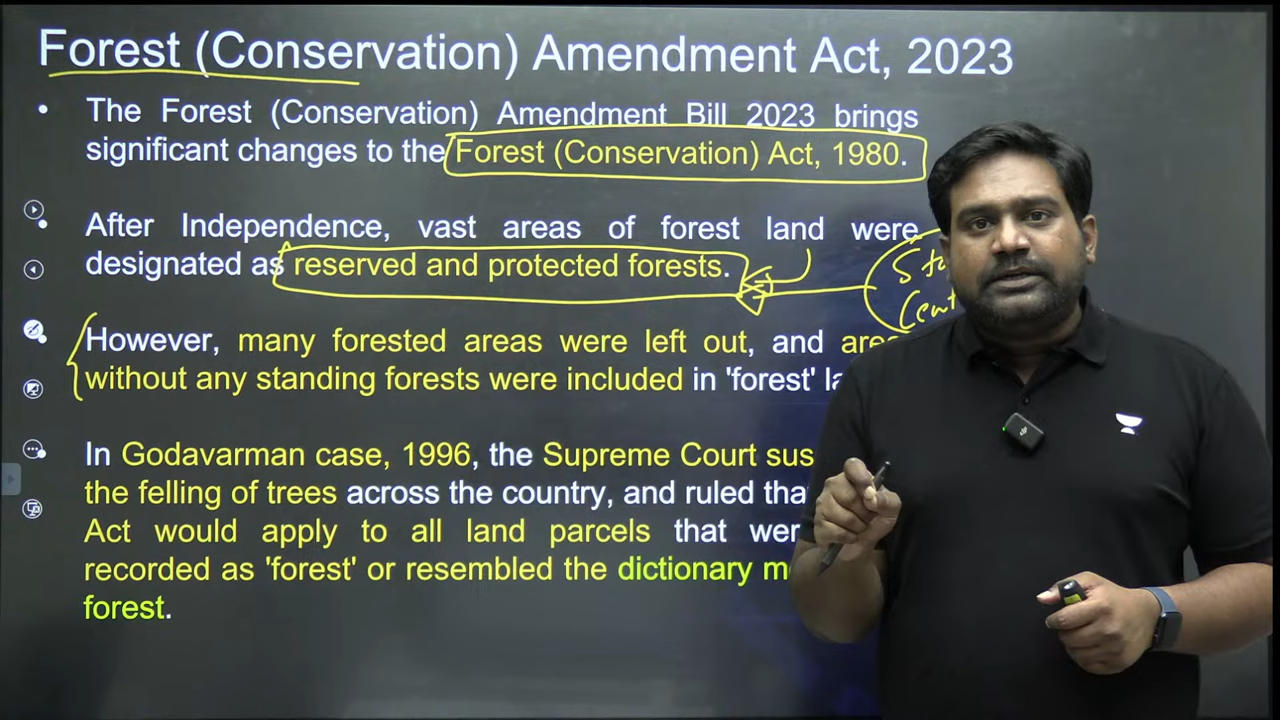 Forest (Conservation) Amendment Act, 2023
• The Forest (Conservation) Amendment Bill 2023 brings
significant changes to the Forest (Conservation) Act, 1980.
• After Independence, vast areas of forest land were
designated as reserved and protected forests.
However, many forested areas were left out, and
without any standing forests were included in 'forest'
In Godavarman case, 1996, the Supreme Court
the felling of trees across the country, and ruled
Act would apply to all land parcels that
recorded as 'forest' or resembled the dictionary
forest.